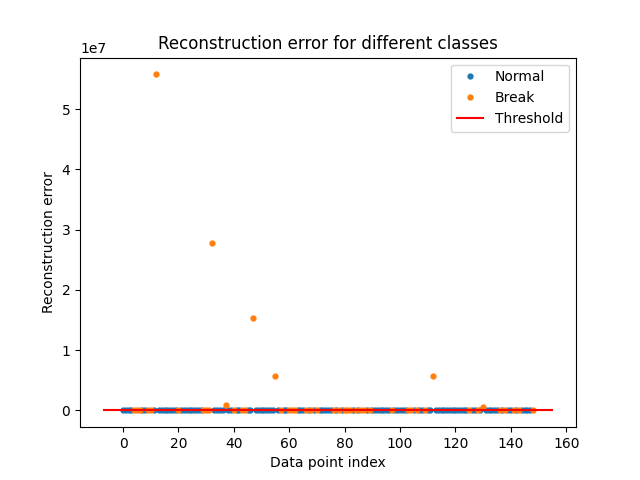 Reconstruction error for different classes
1e7
Normal
Break
Threshold
5
4
3
2
1
0
Reconstruction error
0 20 40 60 80 100 120 140 160
Data point index